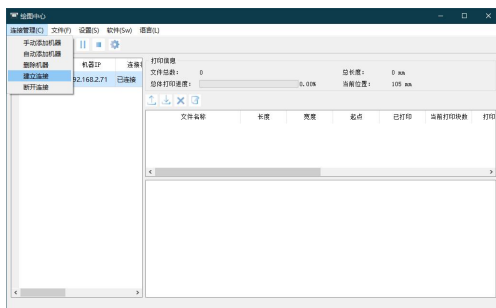 绘图中心
连接管理(C) 文件(F) 设置(S) 软件(Sw) 语言(L)
手动添加机器
自动添加机器
删除机器
建立连接
断开连接
机器IP 连接
92.168.2.71 已连接
打印信息
文件总数: 0 总长度: 0 mm
总体打印进度: 0.00% 当前位置: 105 mm
文件名称 长度 宽度 起点 已打印 当前打印块数 打印